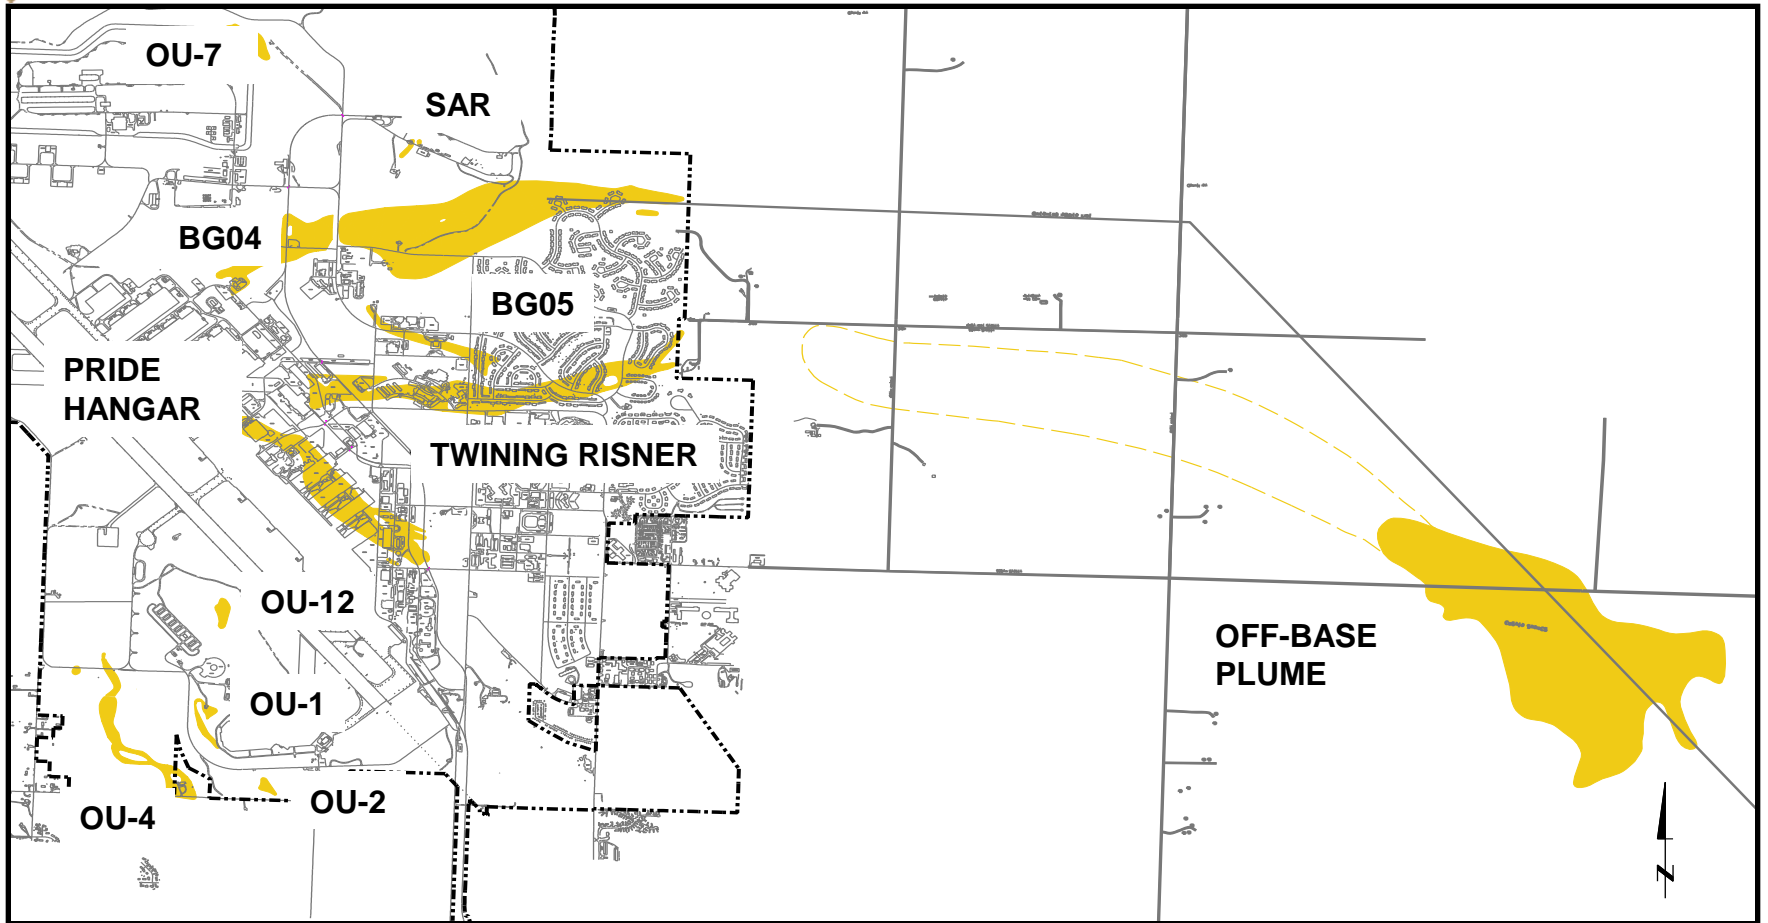 OU-7
SAR
BG04
BG05
PRIDE
HANGAR
TWINING RISNER
OU-12
OFF-BASE
PLUME
OU-1
OU-2
OU-4
N